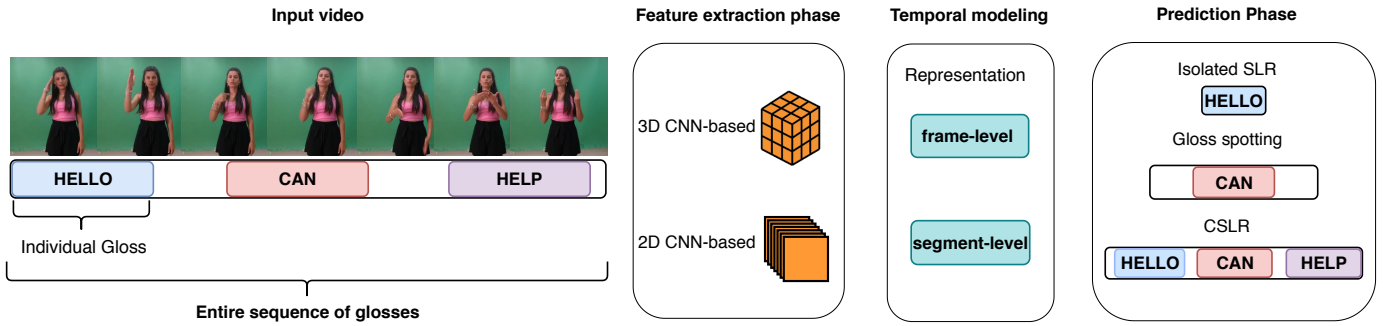 Input video
HELLO
CAN
HELP
Individual Gloss
Entire sequence of glosses
Feature extraction phase
3D CNN-based
2D CNN-based
Temporal modeling
Representation
frame-level
segment-level
Prediction Phase
Isolated SLR
HELLO
Gloss spotting
CAN
CSLR
HELLO
CAN
HELP